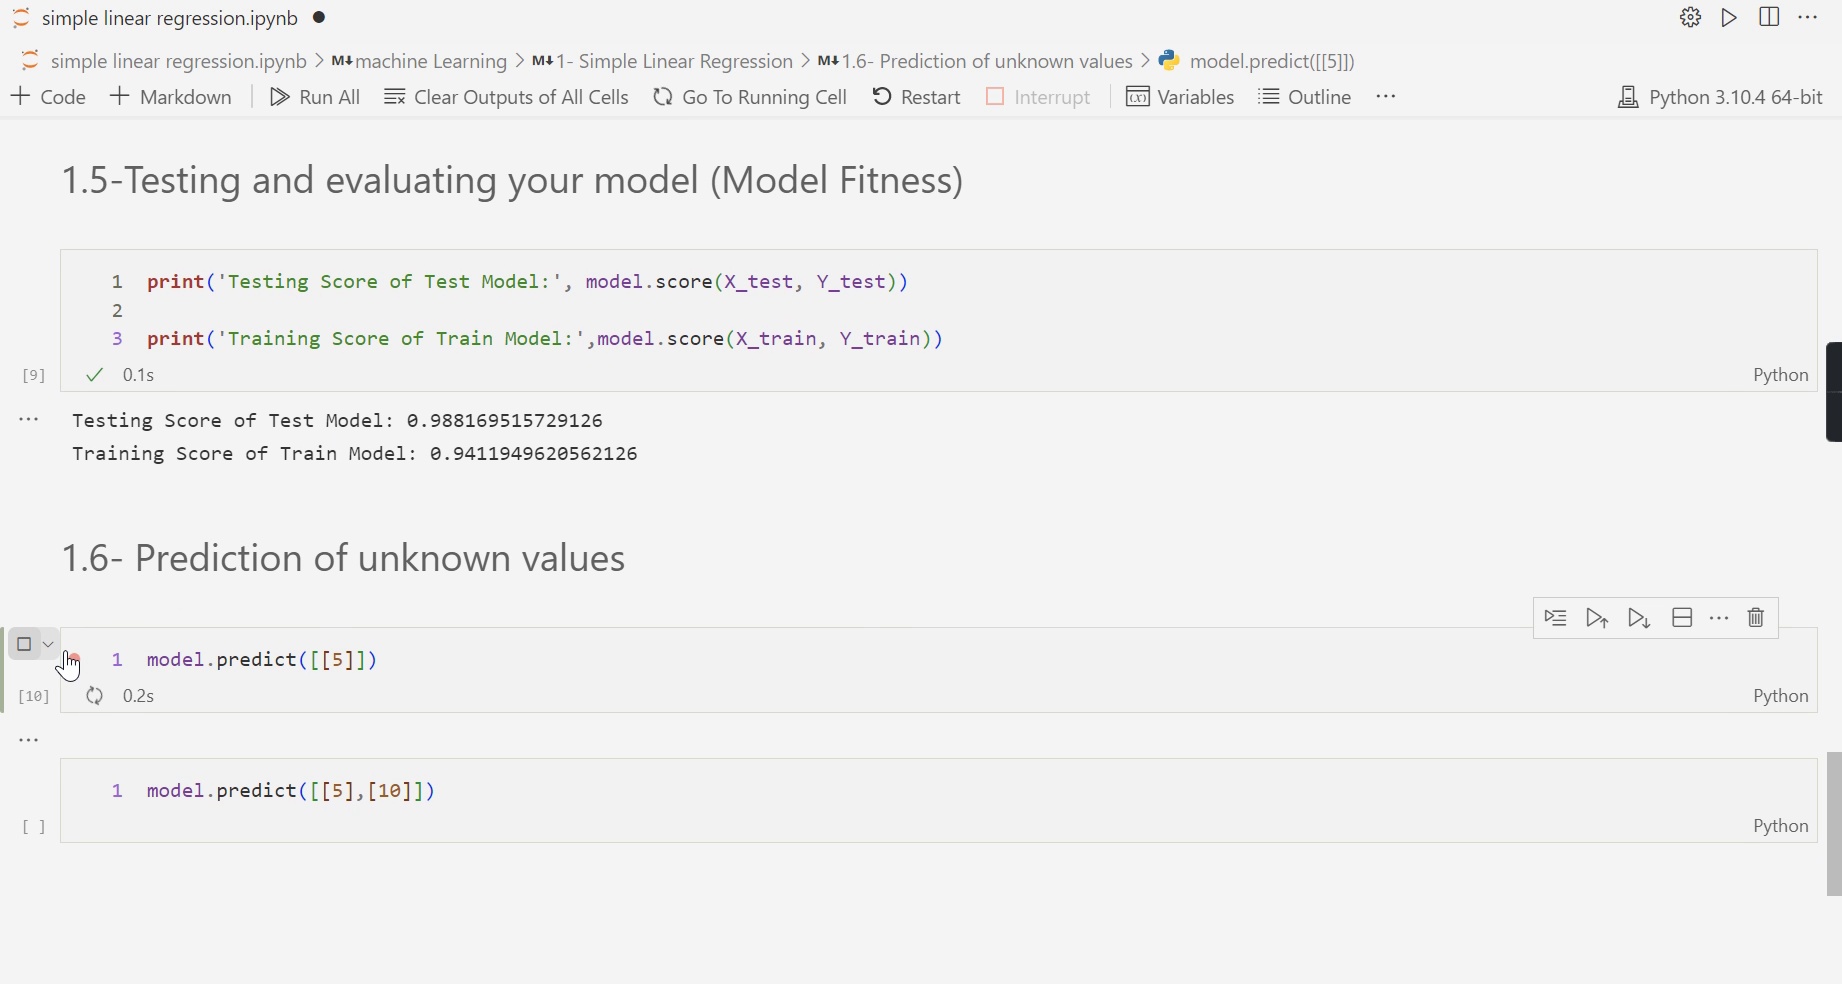 simple linear regression.ipynb ●
simple linear regression.ipynb > M↓ machine Learning > M↓ 1- Simple Linear Regression > M↓ 1.6- Prediction of unknown values > model.predict([[5]])
+ Code + Markdown Run All Clear Outputs of All Cells Go To Running Cell Restart Interrupt (x) Variables Outline ··· Python 3.10.4 64-bit
1.5-Testing and evaluating your model (Model Fitness)
1 print('Testing Score of Test Model:', model.score(X_test, Y_test))
2
3 print('Training Score of Train Model:',model.score(X_train, Y_train))
[9] ✓ 0.1s Python
··· Testing Score of Test Model: 0.988169515729126
Training Score of Train Model: 0.9411949620562126
1.6- Prediction of unknown values
1 model.predict([[5]])
[10] 0.2s Python
···
1 model.predict([[5],[10]])
[ ] Python